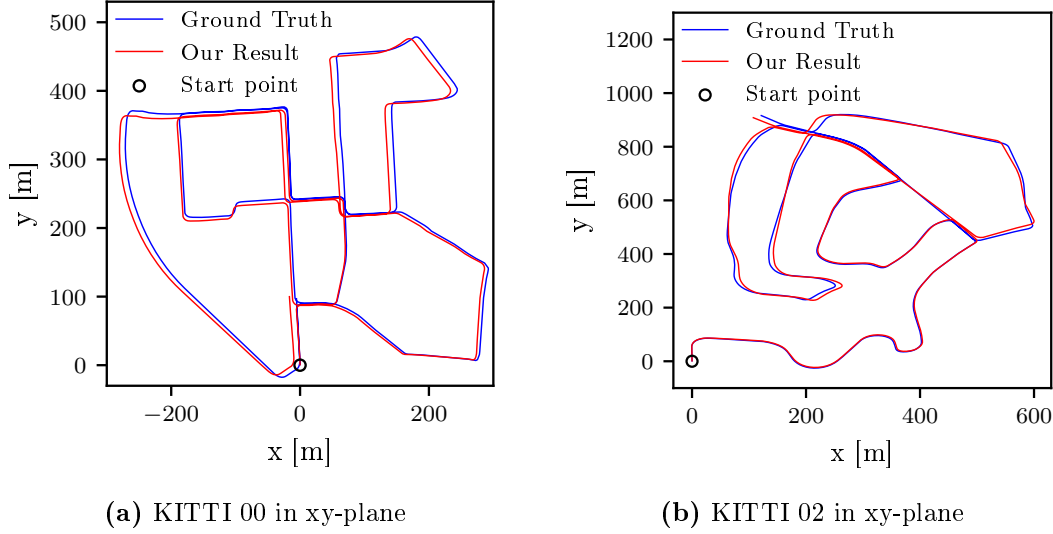 Ground Truth
Our Result
Start point
500
400
300
200
100
0
−200
0
200
y [m]
x [m]
(a) KITTI 00 in xy-plane
Ground Truth
Our Result
Start point
1200
1000
800
600
400
200
0
0
200
400
600
y [m]
x [m]
(b) KITTI 02 in xy-plane